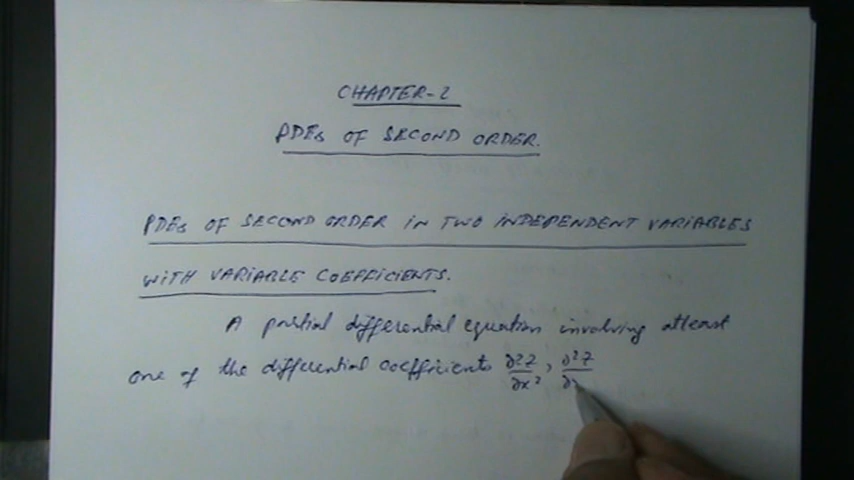 CHAPTER-2
PDEs OF SECOND ORDER.
PDEs OF SECOND ORDER IN TWO INDEPENDENT VARIABLES
WITH VARIABLE COEFFICIENTS.
A partial differential equation involving atleast
one of the differential coefficients ∂²z/∂x², ∂²z/∂